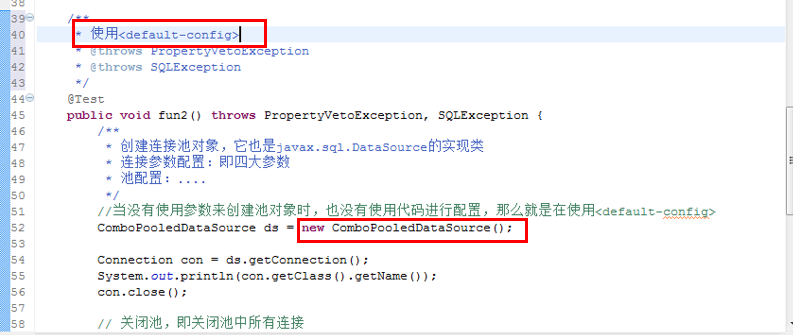 38
39 /**
40 * 使用<default-config>
41 * @throws PropertyVetoException
42 * @throws SQLException
43 */
44 @Test
45 public void fun2() throws PropertyVetoException, SQLException {
46 /**
47 * 创建连接池对象，它也是javax.sql.DataSource的实现类
48 * 连接参数配置：即四大参数
49 * 池配置：....
50 */
51 //当没有使用参数来创建池对象时，也没有使用代码进行配置，那么就是在使用<default-config>
52 ComboPooledDataSource ds = new ComboPooledDataSource();
53
54 Connection con = ds.getConnection();
55 System.out.println(con.getClass().getName());
56 con.close();
57
58 // 关闭池，即关闭池中所有连接